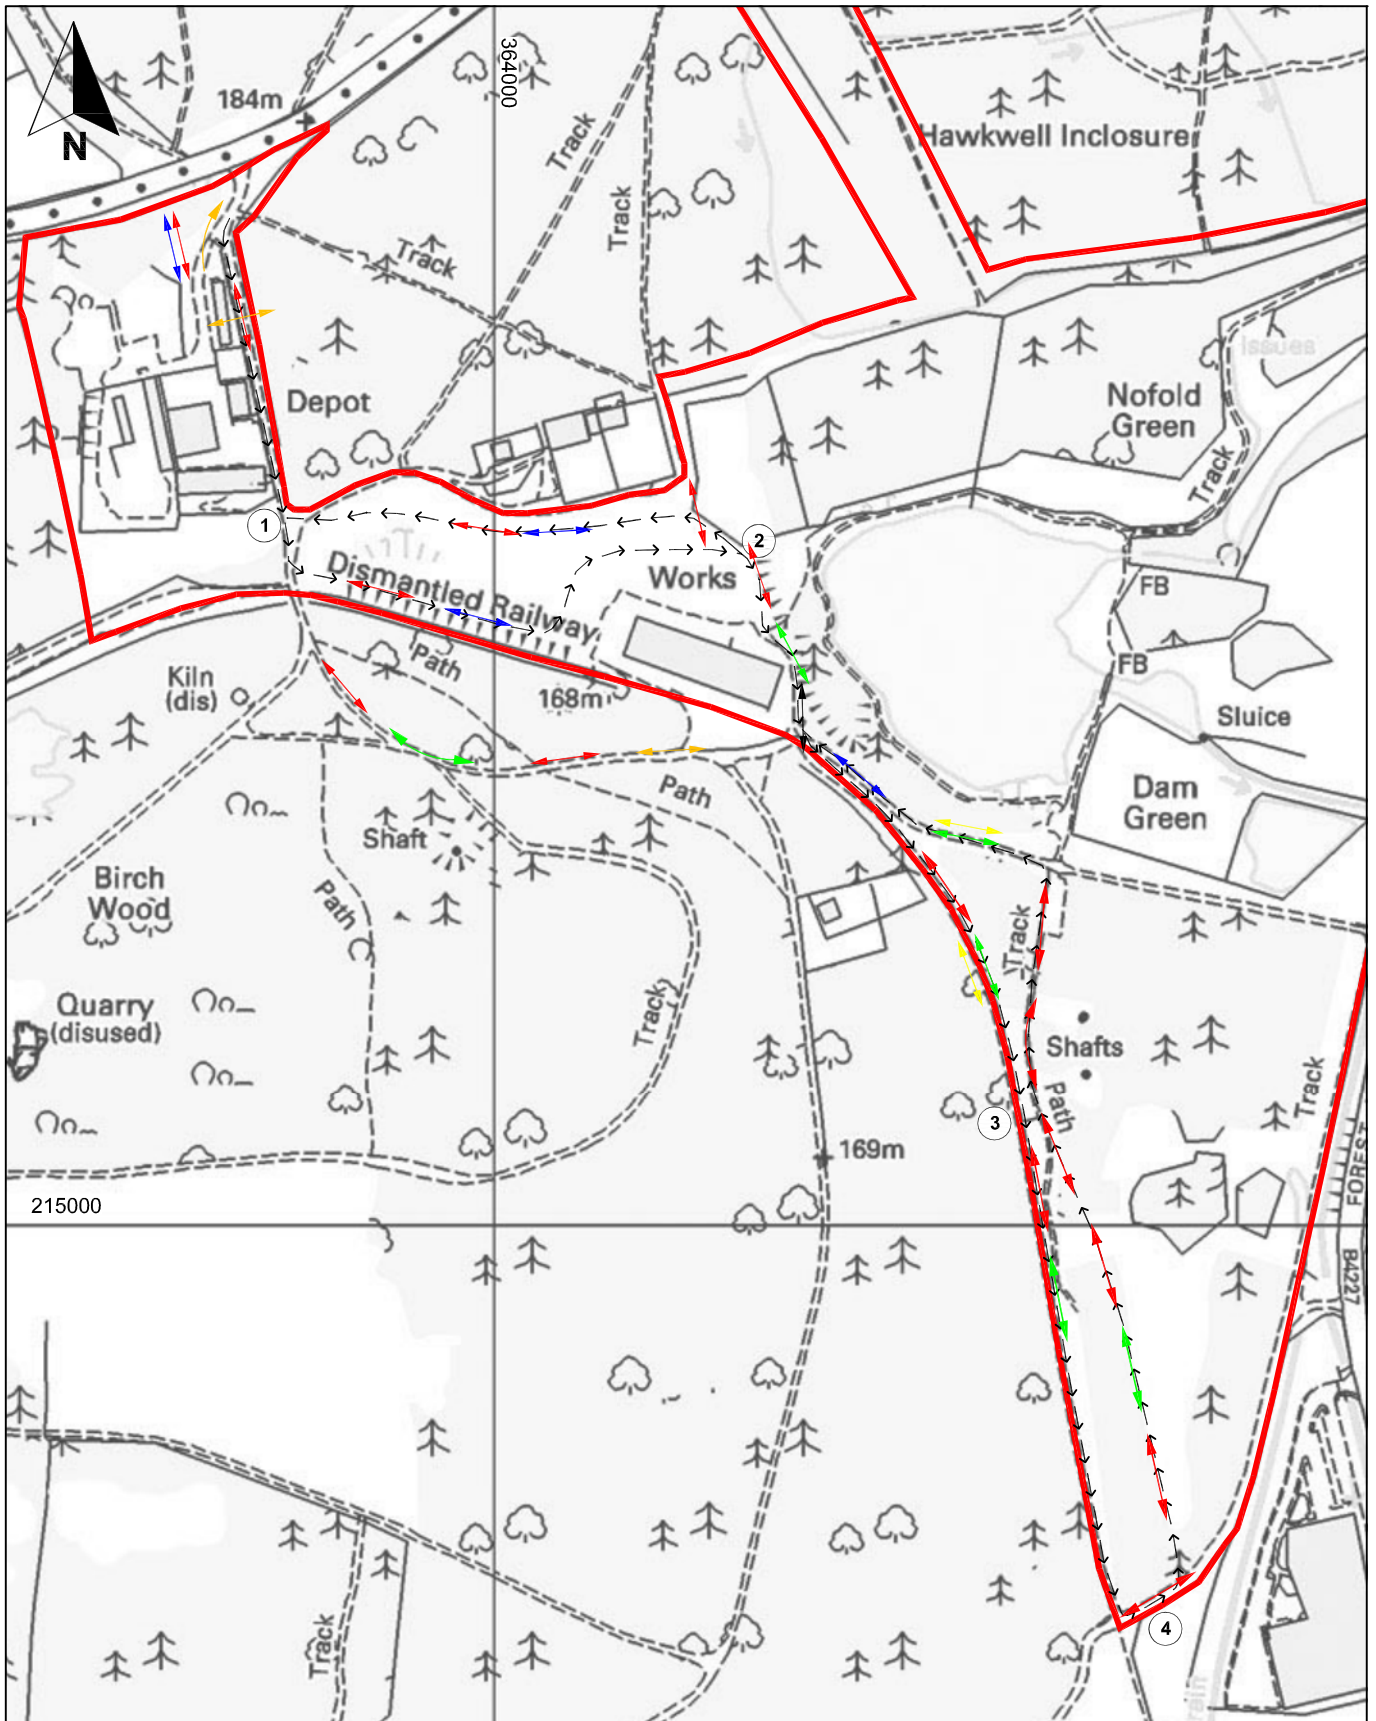 364000
184m
N
Hawkwell Inclosure
Track
Track
Track
Issues
Depot
Nofold
Green
Track
1
2
Dismantled Railway
Works
FB
FB
Path
Kiln
(dis)
168m
Sluice
Path
Dam
Green
Shaft
Birch
Wood
Path
Track
Quarry
(disused)
Track
Shafts
Path
Track
3
169m
FOREST
215000
B4227
Track
4